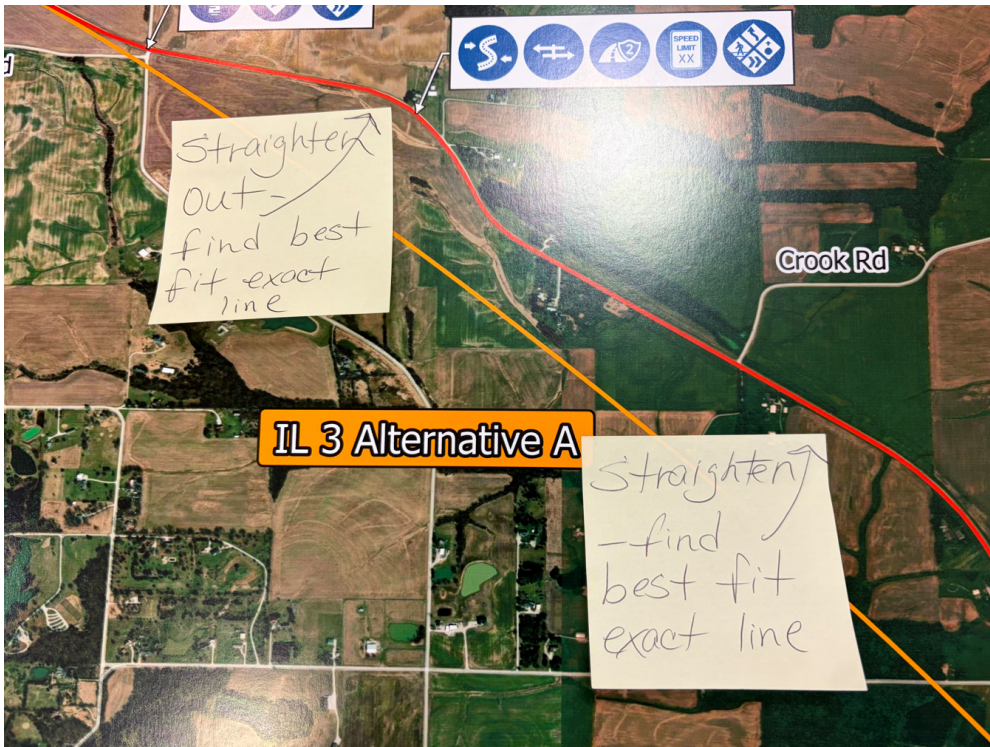 d
2
SPEED
LIMIT
XX
Straighten
out -
find best
fit exact
line
Crook Rd
IL 3 Alternative A
Straighten
- find
best fit
exact line